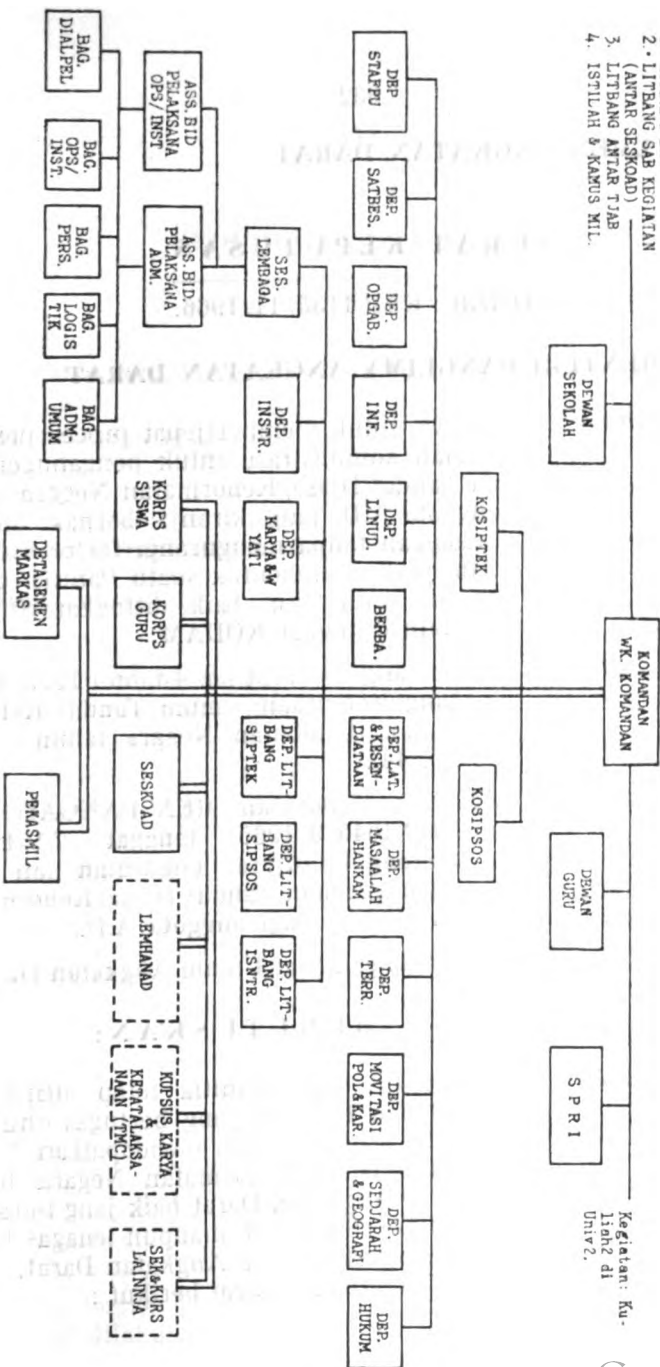 2. LITBANG SAB KEGIATAN
(ANTAR SESKOAD)
3. LITBANG ANTAR TJAB
4. ISTILAH & KAMUS MIL.
KOMANDAN
WK. KOMANDAN
Kegiatan: Ku-
liah2 di
Univ2.
DEWAN
SEKOLAH
DEWAN
GURU
S P R I
KOSIPTEK
KOSIPSOS
DEP
STAFPU
DEP.
SATBES.
DEP.
OPGAB.
DEP.
INF.
DEP.
LINUD.
BERBA.
DEP. LAT.
&KESEN-
DJATAAN
DEP.
MASAALAH
HANKAM
DEP.
TERR.
DEP.
MOVITASI
POL&KAR.
DEP.
SEDJARAH
& GEOGRAFI
DEP.
HUKUM
SES.
LEMBAGA
DEP.
INSTR.
DEP.
KARYA&W
YATI
DEP. LIT-
BANG
SIPTEK
DEP. LIT-
BANG
SIPSOS
DEP. LIT-
BANG
ISNTR.
ASS. BID
PELAKSANA
OPS/INST
ASS. BID.
PELAKSANA
ADM.
KORPS
SISWA
KORPS
GURU
SESKOAD
LEMHANAD
KUPSUS KARYA
&
KETATALAKSA-
NAAN (TMC)
SEK&KURS
LAINNJA
BAG.
DIALPEL
BAG.
OPS/
INST.
BAG.
PERS.
BAG.
LOGIS
TIK
BAG.
ADM.
UMUM
DETASEMEN
MARKAS
PEKASMIL